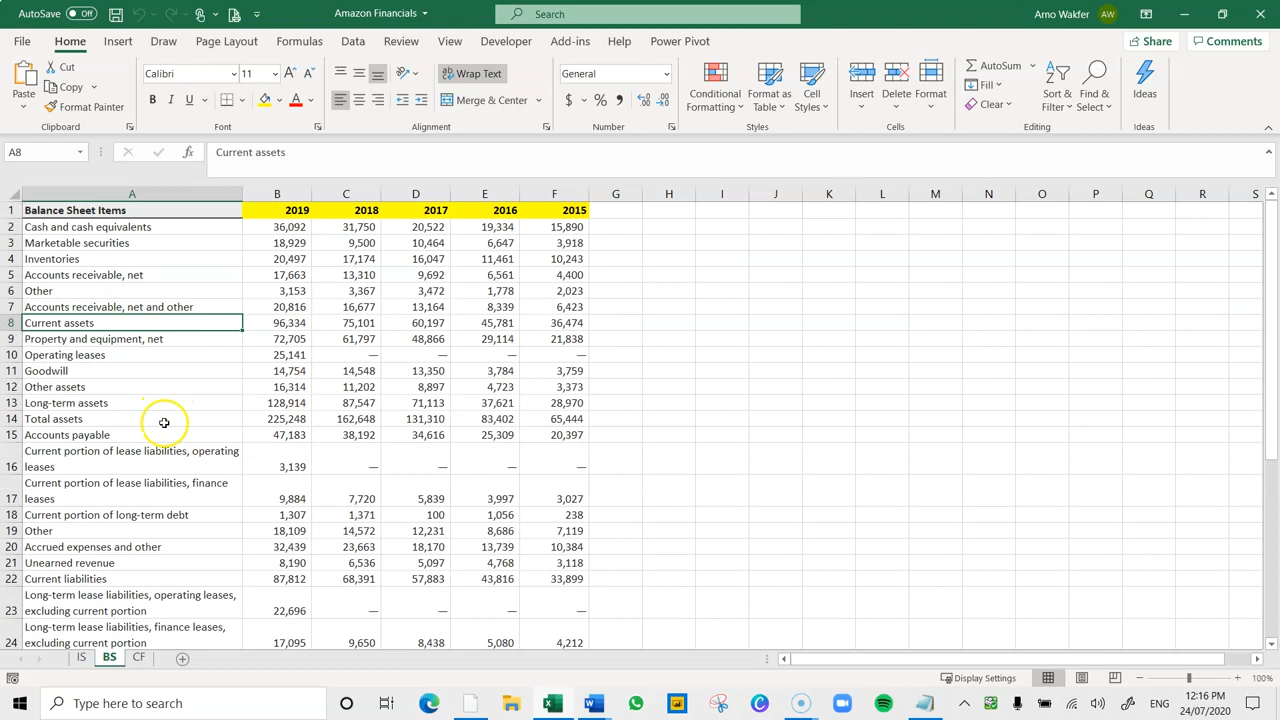 AutoSave Off Amazon Financials Search Arno Wakfer AW
File Home Insert Draw Page Layout Formulas Data Review View Developer Add-ins Help Power Pivot Share Comments
Paste Cut Copy Format Painter Clipboard
Calibri 11 A A B I U A Font
Wrap Text Merge & Center Alignment
General $ % , Number
Conditional Formatting Format as Table Cell Styles Styles
Insert Delete Format Cells
AutoSum Fill Clear Sort & Filter Find & Select Editing
Ideas Ideas
A8 fx Current assets
A B C D E F G H I J K L M N O P Q R S
1 Balance Sheet Items 2019 2018 2017 2016 2015
2 Cash and cash equivalents 36,092 31,750 20,522 19,334 15,890
3 Marketable securities 18,929 9,500 10,464 6,647 3,918
4 Inventories 20,497 17,174 16,047 11,461 10,243
5 Accounts receivable, net 17,663 13,310 9,692 6,561 4,400
6 Other 3,153 3,367 3,472 1,778 2,023
7 Accounts receivable, net and other 20,816 16,677 13,164 8,339 6,423
8 Current assets 96,334 75,101 60,197 45,781 36,474
9 Property and equipment, net 72,705 61,797 48,866 29,114 21,838
10 Operating leases 25,141 — — — —
11 Goodwill 14,754 14,548 13,350 3,784 3,759
12 Other assets 16,314 11,202 8,897 4,723 3,373
13 Long-term assets 128,914 87,547 71,113 37,621 28,970
14 Total assets 225,248 162,648 131,310 83,402 65,444
15 Accounts payable 47,183 38,192 34,616 25,309 20,397
Current portion of lease liabilities, operating
16 leases 3,139 — — — —
Current portion of lease liabilities, finance
17 leases 9,884 7,720 5,839 3,997 3,027
18 Current portion of long-term debt 1,307 1,371 100 1,056 238
19 Other 18,109 14,572 12,231 8,686 7,119
20 Accrued expenses and other 32,439 23,663 18,170 13,739 10,384
21 Unearned revenue 8,190 6,536 5,097 4,768 3,118
22 Current liabilities 87,812 68,391 57,883 43,816 33,899
Long-term lease liabilities, operating leases,
23 excluding current portion 22,696 — — — —
Long-term lease liabilities, finance leases,
24 excluding current portion 17,095 9,650 8,438 5,080 4,212
IS BS CF
Display Settings 100%
Type here to search ENG 12:16 PM
24/07/2020